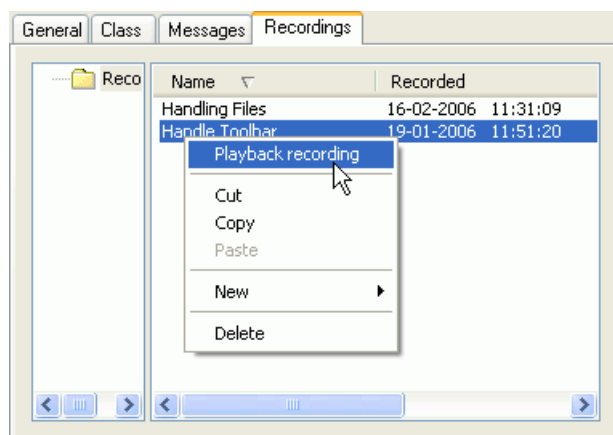 General Class Messages Recordings
Reco Name Recorded
Handling Files 16-02-2006 11:31:09
Handle Toolbar 19-01-2006 11:51:20
Playback recording
Cut
Copy
Paste
New
Delete